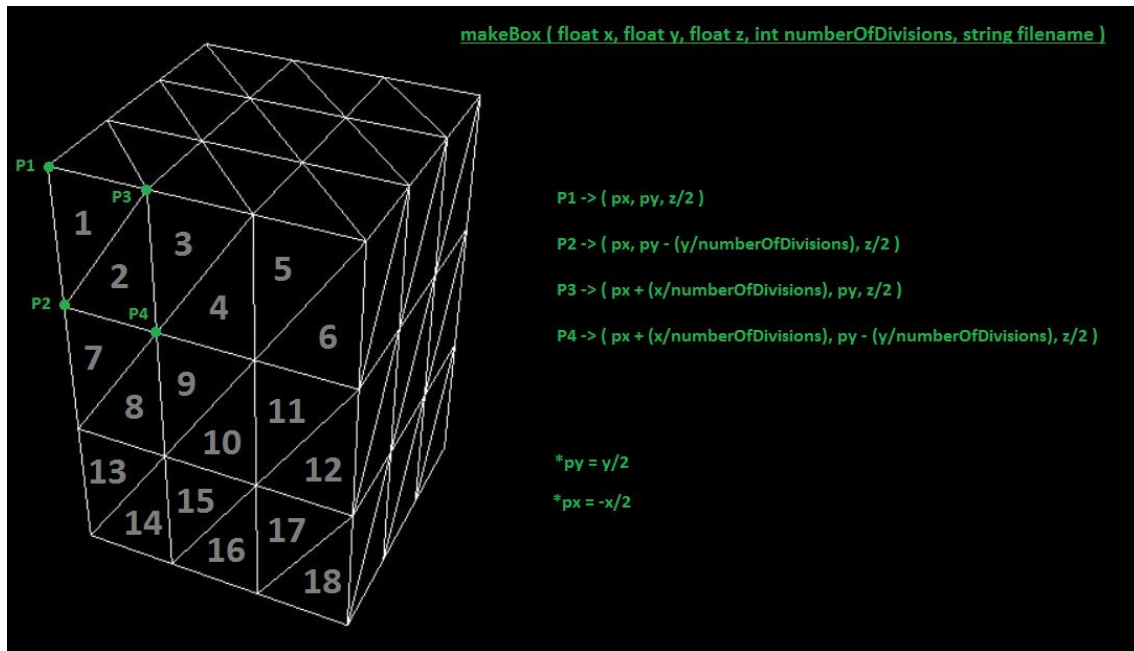 makeBox ( float x, float y, float z, int numberOfDivisions, string filename )
P1
P3
1
3
5
2
4
6
P2
P4
7
9
11
8
10
12
13
15
17
14
16
18
P1 -> ( px, py, z/2 )
P2 -> ( px, py - (y/numberOfDivisions), z/2 )
P3 -> ( px + (x/numberOfDivisions), py, z/2 )
P4 -> ( px + (x/numberOfDivisions), py - (y/numberOfDivisions), z/2 )
*py = y/2
*px = -x/2